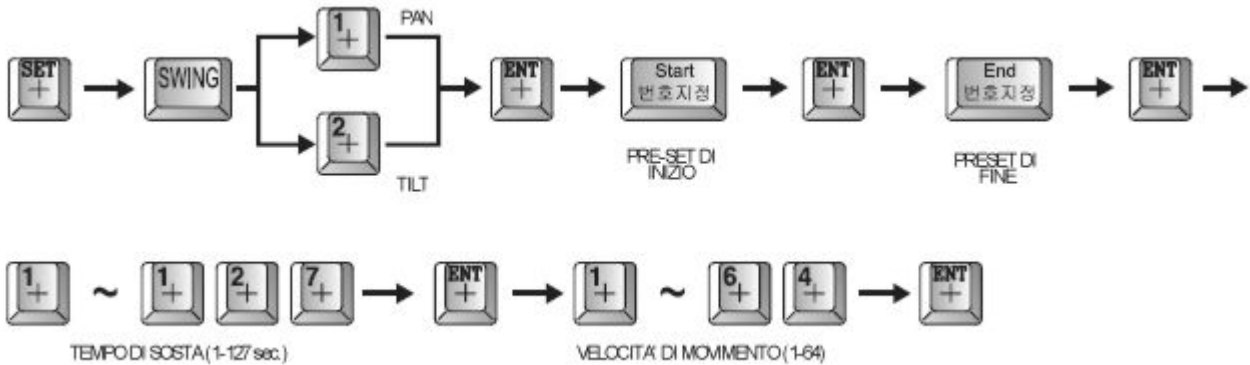 PAN
SET
SWING
1
ENT
Start
번호지정
ENT
End
번호지정
ENT
2
TILT
PRE-SET DI
INIZIO
PRESET DI
FINE
1 ~ 1 2 7
ENT
1 ~ 6 4
ENT
TEMPO DI SOSTA ( 1-127 sec. )
VELOCITA' DI MOVIMENTO ( 1-64)